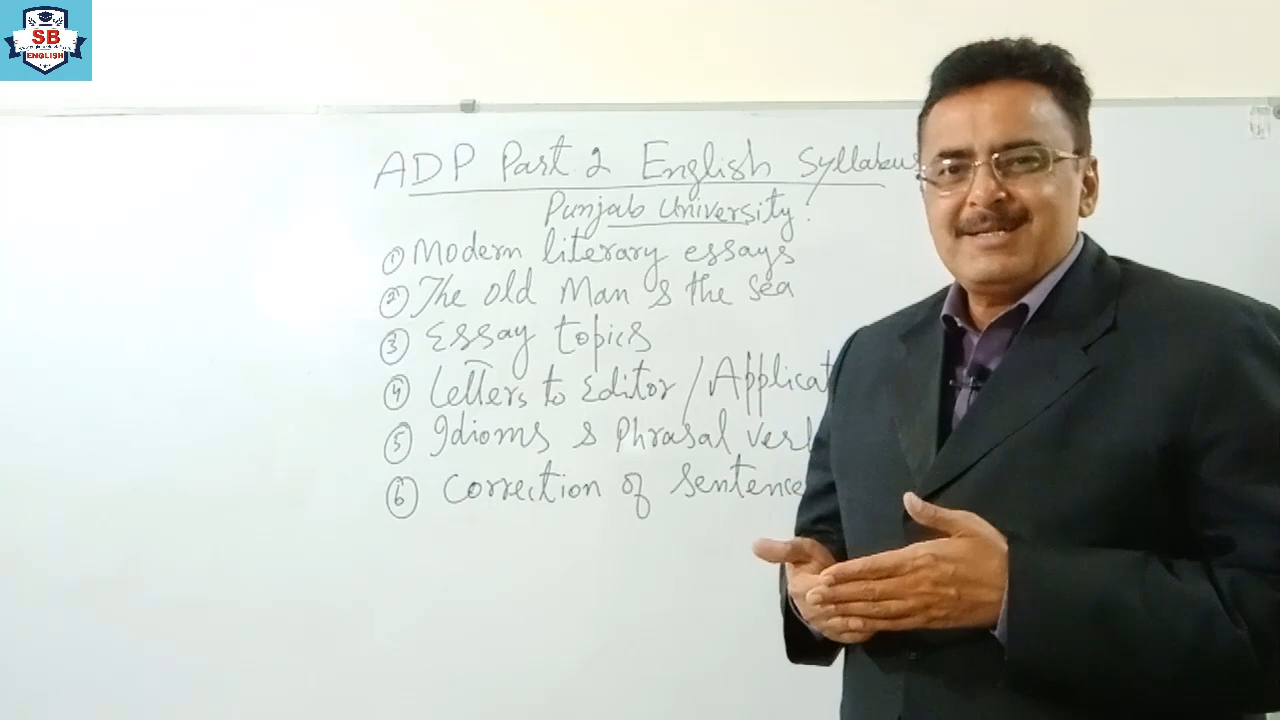 SB
ENGLISH
ADP Part 2 English Syllabus
Punjab University.
① Modern literary essays
② The old Man & the Sea
③ Essay topics
④ Letters to Editor / Applicat
⑤ Idioms & Phrasal verb
⑥ Correction of Sentence